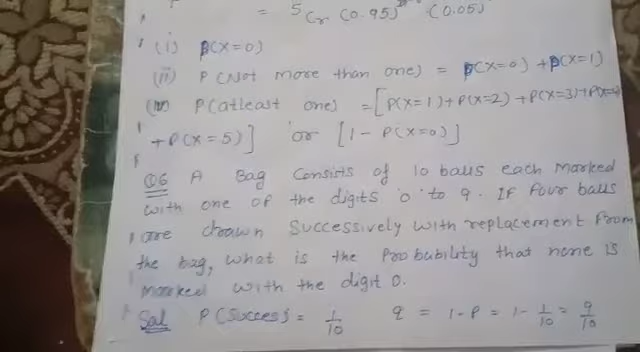 = 5Cr (0.95) (0.05)
(i) P(X=0)
(ii) P(Not more than one) = P(X=0) + P(X=1)
(iii) P(atleast one) = [P(X=1)+P(X=2)+P(X=3)+P(X=4)
+P(X=5)] or [1-P(X=0)]
Q6 A Bag Consists of 10 balls each marked
with one of the digits 0 to 9. If four balls
are drawn Successively with replacement from
the bag, what is the Probability that none is
marked with the digit 0.
Sol P(Success) = 1/10 q = 1-P = 1-1/10 = 9/10